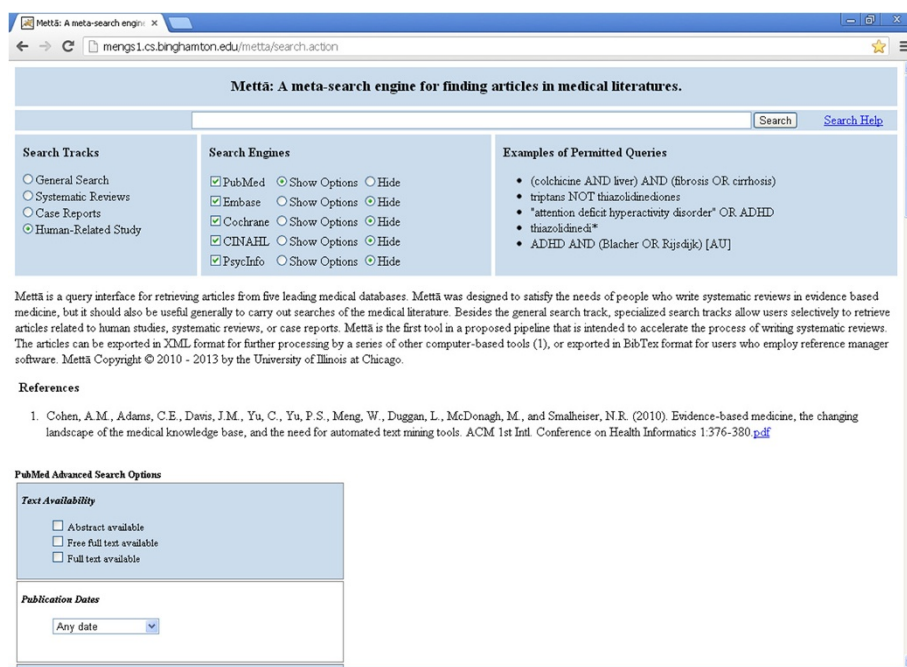 Mettā: A meta-search engine
mengs1.cs.binghamton.edu/metta/search.action
Mettā: A meta-search engine for finding articles in medical literatures.
Search
Search Help
Search Tracks
General Search
Systematic Reviews
Case Reports
Human-Related Study
Search Engines
PubMed Show Options Hide
Embase Show Options Hide
Cochrane Show Options Hide
CINAHL Show Options Hide
PsycInfo Show Options Hide
Examples of Permitted Queries
(colchicine AND liver) AND (fibrosis OR cirrhosis)
triptans NOT thiazolidinediones
"attention deficit hyperactivity disorder" OR ADHD
thiazolidinedi*
ADHD AND (Blacher OR Rijsdijk) [AU]
Mettā is a query interface for retrieving articles from five leading medical databases. Mettā was designed to satisfy the needs of people who write systematic reviews in evidence based
medicine, but it should also be useful generally to carry out searches of the medical literature. Besides the general search track, specialized search tracks allow users selectively to retrieve
articles related to human studies, systematic reviews, or case reports. Mettā is the first tool in a proposed pipeline that is intended to accelerate the process of writing systematic reviews.
The articles can be exported in XML format for further processing by a series of other computer-based tools (1), or exported in BibTex format for users who employ reference manager
software. Mettā Copyright © 2010 - 2013 by the University of Illinois at Chicago.
References
1. Cohen, A.M., Adams, C.E., Davis, J.M., Yu, C., Yu, P.S., Meng, W., Duggan, L., McDonagh, M., and Smalheiser, N.R. (2010). Evidence-based medicine, the changing
landscape of the medical knowledge base, and the need for automated text mining tools. ACM 1st Intl. Conference on Health Informatics 1:376-380.pdf
PubMed Advanced Search Options
Text Availability
Abstract available
Free full text available
Full text available
Publication Dates
Any date